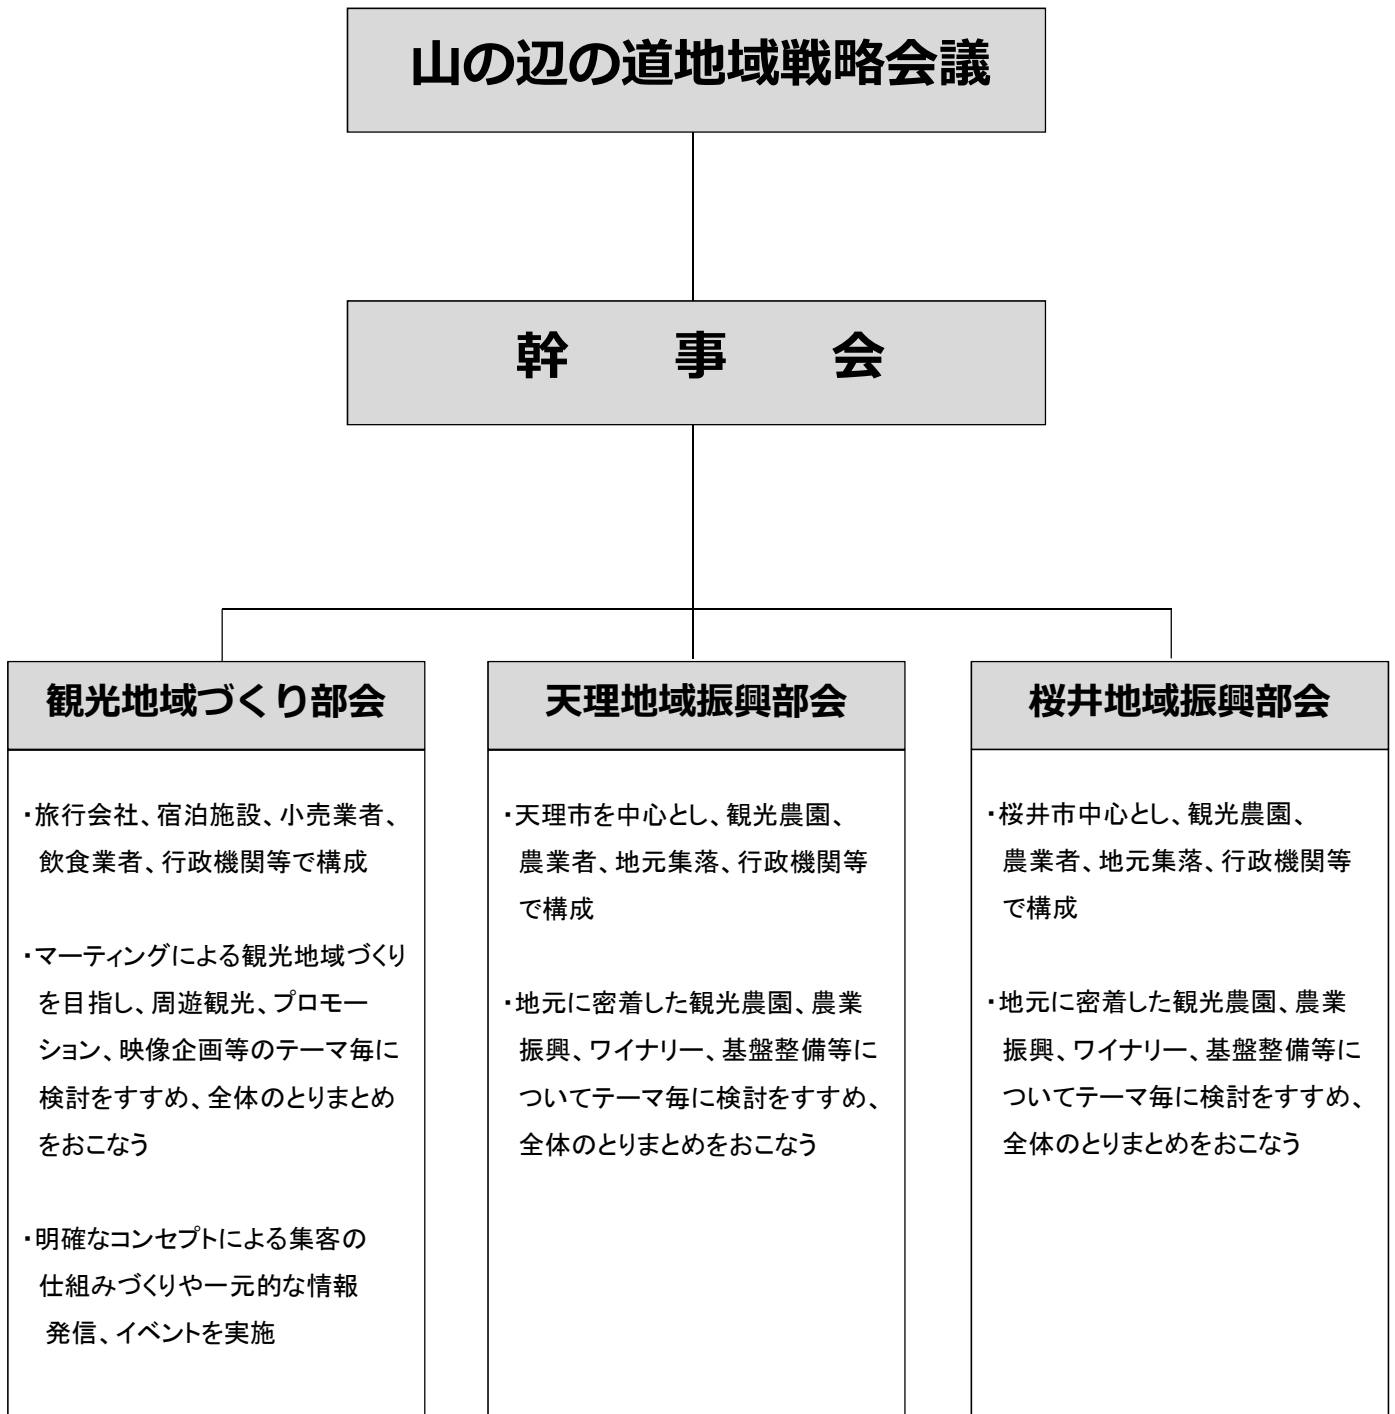 山の辺の道地域戦略会議
幹　事　会
観光地域づくり部会
・旅行会社、宿泊施設、小売業者、
飲食業者、行政機関等で構成
・マーティングによる観光地域づくり
を目指し、周遊観光、プロモー
ション、映像企画等のテーマ毎に
検討をすすめ、全体のとりまとめ
をおこなう
・明確なコンセプトによる集客の
仕組みづくりや一元的な情報
発信、イベントを実施
天理地域振興部会
・天理市を中心とし、観光農園、
農業者、地元集落、行政機関等
で構成
・地元に密着した観光農園、農業
振興、ワイナリー、基盤整備等に
ついてテーマ毎に検討をすすめ、
全体のとりまとめをおこなう
桜井地域振興部会
・桜井市中心とし、観光農園、
農業者、地元集落、行政機関等
で構成
・地元に密着した観光農園、農業
振興、ワイナリー、基盤整備等に
ついてテーマ毎に検討をすすめ、
全体のとりまとめをおこなう